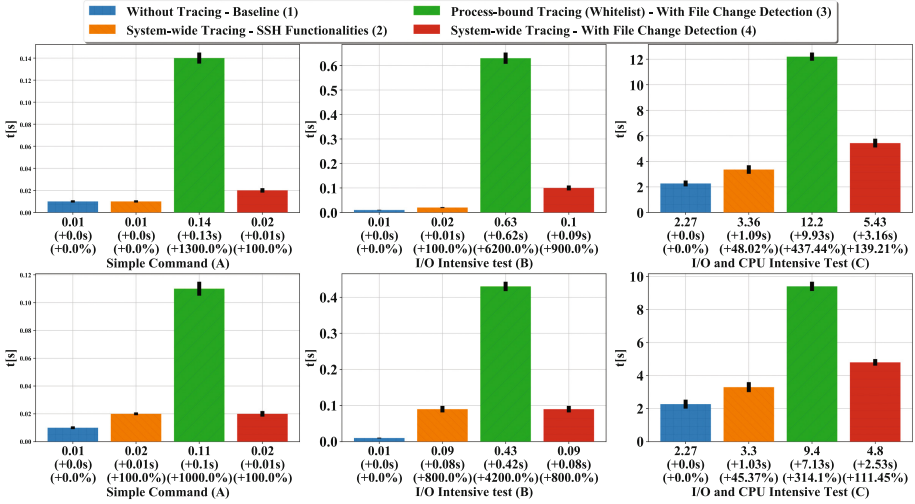 Without Tracing - Baseline (1)
Process-bound Tracing (Whitelist) - With File Change Detection (3)
System-wide Tracing - SSH Functionalities (2)
System-wide Tracing - With File Change Detection (4)
t[s]
0.14
0.12
0.10
0.08
0.06
0.04
0.02
0.00
0.01 0.01 0.14 0.02
(+0.0s) (+0.0s) (+0.13s) (+0.01s)
(+0.0%) (+0.0%) (+1300.0%) (+100.0%)
Simple Command (A)
t[s]
0.6
0.5
0.4
0.3
0.2
0.1
0.0
0.01 0.02 0.63 0.1
(+0.0s) (+0.01s) (+0.62s) (+0.09s)
(+0.0%) (+100.0%) (+6200.0%) (+900.0%)
I/O Intensive test (B)
t[s]
12
10
8
6
4
2
0
2.27 3.36 12.2 5.43
(+0.0s) (+1.09s) (+9.93s) (+3.16s)
(+0.0%) (+48.02%) (+437.44%) (+139.21%)
I/O and CPU Intensive Test (C)
t[s]
0.12
0.10
0.08
0.06
0.04
0.02
0.00
0.01 0.02 0.11 0.02
(+0.0s) (+0.01s) (+0.1s) (+0.01s)
(+0.0%) (+100.0%) (+1000.0%) (+100.0%)
Simple Command (A)
t[s]
0.4
0.3
0.2
0.1
0.0
0.01 0.09 0.43 0.09
(+0.0s) (+0.08s) (+0.42s) (+0.08s)
(+0.0%) (+800.0%) (+4200.0%) (+800.0%)
I/O Intensive test (B)
t[s]
10
8
6
4
2
0
2.27 3.3 9.4 4.8
(+0.0s) (+1.03s) (+7.13s) (+2.53s)
(+0.0%) (+45.37%) (+314.1%) (+111.45%)
I/O and CPU Intensive Test (C)